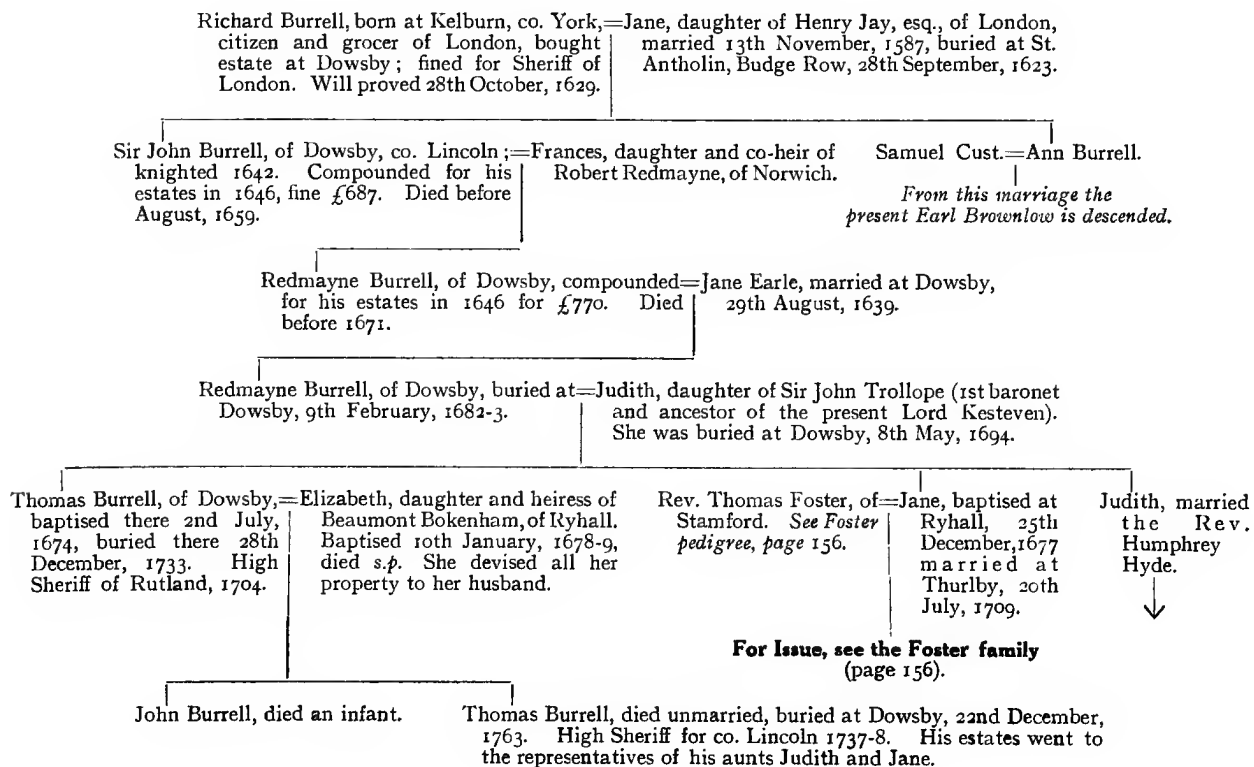 Richard Burrell, born at Kelburn, co. York,=Jane, daughter of Henry Jay, esq., of London,
citizen and grocer of London, bought
estate at Dowsby; fined for Sheriff of
London. Will proved 28th October, 1629.
married 13th November, 1587, buried at St.
Antholin, Budge Row, 28th September, 1623.
Sir John Burrell, of Dowsby, co. Lincoln;=Frances, daughter and co-heir of
knighted 1642. Compounded for his
estates in 1646, fine £687. Died before
August, 1659.
Robert Redmayne, of Norwich.
Samuel Cust.=Ann Burrell.
From this marriage the
present Earl Brownlow is descended.
Redmayne Burrell, of Dowsby, compounded=Jane Earle, married at Dowsby,
for his estates in 1646 for £770. Died
before 1671.
29th August, 1639.
Redmayne Burrell, of Dowsby, buried at=Judith, daughter of Sir John Trollope (1st baronet
Dowsby, 9th February, 1682-3.
and ancestor of the present Lord Kesteven).
She was buried at Dowsby, 8th May, 1694.
Thomas Burrell, of Dowsby,=Elizabeth, daughter and heiress of
baptised there 2nd July,
1674, buried there 28th
December, 1733. High
Sheriff of Rutland, 1704.
Beaumont Bokenham, of Ryhall.
Baptised 10th January, 1678-9,
died s.p. She devised all her
property to her husband.
Rev. Thomas Foster, of=Jane, baptised at
Stamford. See Foster
pedigree, page 156.
Ryhall, 25th
December, 1677
married at
Thurlby, 20th
July, 1709.
Judith, married
the Rev.
Humphrey
Hyde.
For Issue, see the Foster family
(page 156).
John Burrell, died an infant.
Thomas Burrell, died unmarried, buried at Dowsby, 22nd December,
1763. High Sheriff for co. Lincoln 1737-8. His estates went to
the representatives of his aunts Judith and Jane.